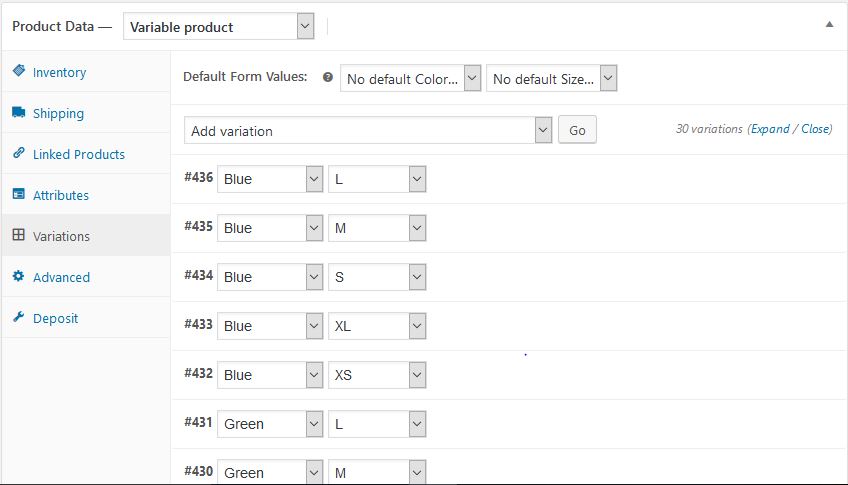 Product Data — Variable product
Inventory
Shipping
Linked Products
Attributes
Variations
Advanced
Deposit
Default Form Values: ? No default Color... No default Size...
Add variation Go 30 variations (Expand / Close)
#436 Blue L
#435 Blue M
#434 Blue S
#433 Blue XL
#432 Blue XS
#431 Green L
#430 Green M